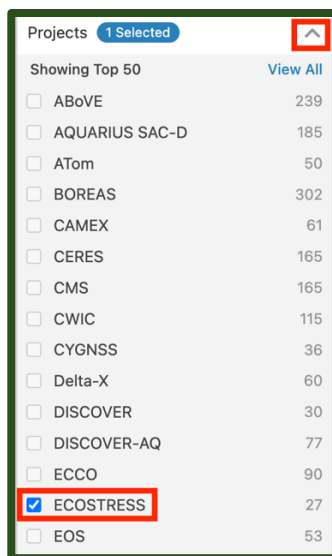 Projects 1 Selected
Showing Top 50 View All
ABoVE 239
AQUARIUS SAC-D 185
ATom 50
BOREAS 302
CAMEX 61
CERES 165
CMS 165
CWIC 115
CYGNSS 36
Delta-X 60
DISCOVER 30
DISCOVER-AQ 77
ECCO 90
ECOSTRESS 27
EOS 53